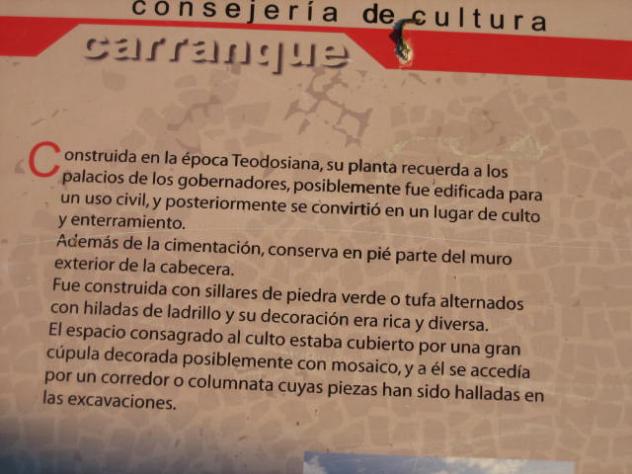 consejería de cultura
carranque
Construida en la época Teodosiana, su planta recuerda a los
palacios de los gobernadores, posiblemente fue edificada para
un uso civil, y posteriormente se convirtió en un lugar de culto
y enterramiento.
Además de la cimentación, conserva en pié parte del muro
exterior de la cabecera.
Fue construida con sillares de piedra verde o tufa alternados
con hiladas de ladrillo y su decoración era rica y diversa.
El espacio consagrado al culto estaba cubierto por una gran
cúpula decorada posiblemente con mosaico, y a él se accedía
por un corredor o columnata cuyas piezas han sido halladas en
las excavaciones.